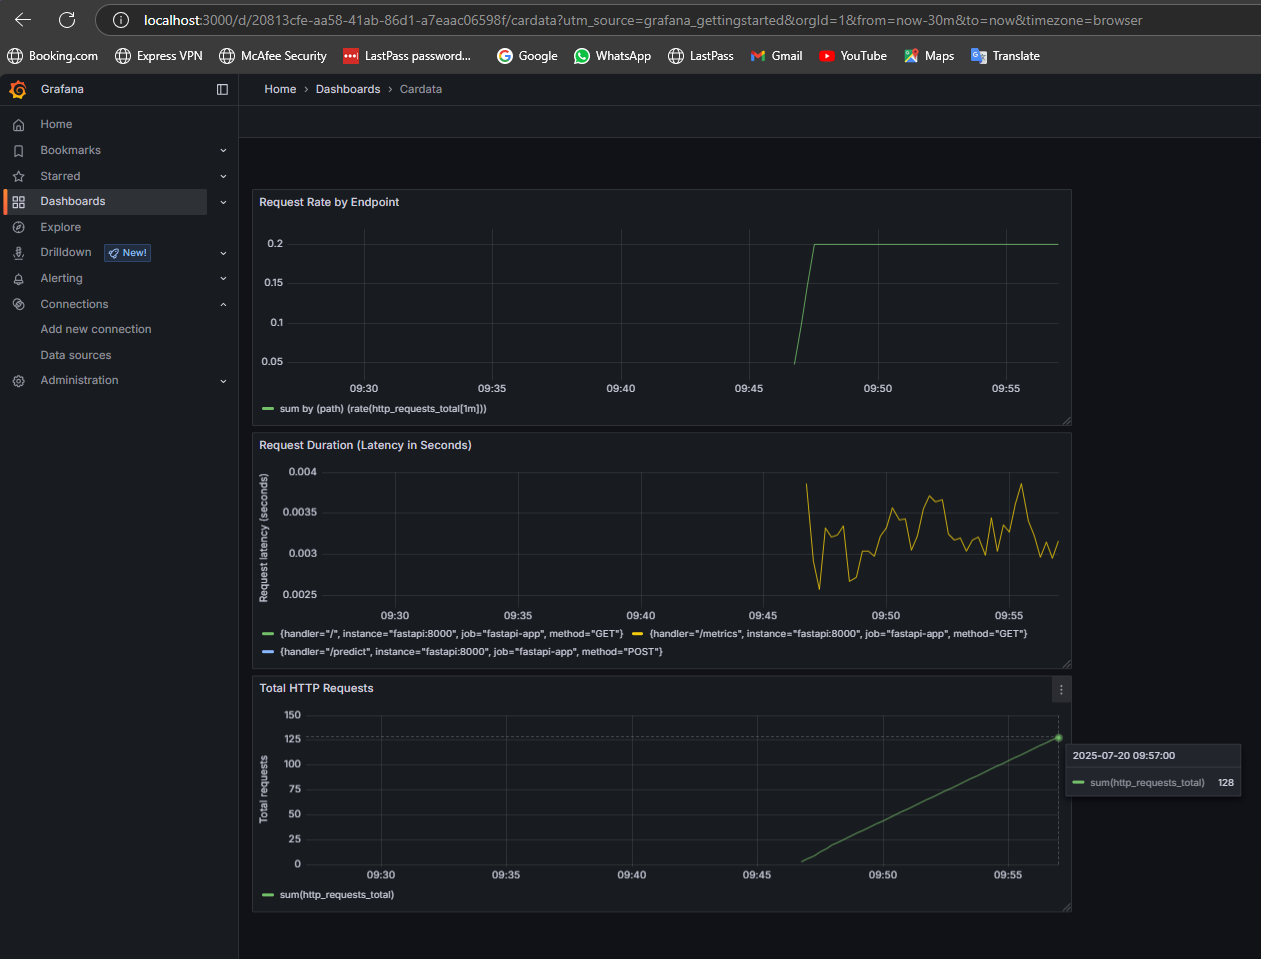 localhost:3000/d/20813cfe-aa58-41ab-86d1-a7eaac06598f/cardata?utm_source=grafana_gettingstarted&orgId=1&from=now-30m&to=now&timezone=browser
Booking.com Express VPN McAfee Security LastPass password... Google WhatsApp LastPass Gmail YouTube Maps Translate
Grafana
Home › Dashboards › Cardata
Home
Bookmarks
Starred
Dashboards
Explore
Drilldown New!
Alerting
Connections
Add new connection
Data sources
Administration
Request Rate by Endpoint
0.2
0.15
0.1
0.05
09:30 09:35 09:40 09:45 09:50 09:55
sum by (path) (rate(http_requests_total[1m]))
Request Duration (Latency in Seconds)
Request latency (seconds)
0.004
0.0035
0.003
0.0025
09:30 09:35 09:40 09:45 09:50 09:55
{handler="/", instance="fastapi:8000", job="fastapi-app", method="GET"} {handler="/metrics", instance="fastapi:8000", job="fastapi-app", method="GET"}
{handler="/predict", instance="fastapi:8000", job="fastapi-app", method="POST"}
Total HTTP Requests
Total requests
150
125
100
75
50
25
0
09:30 09:35 09:40 09:45 09:50 09:55
sum(http_requests_total)
2025-07-20 09:57:00
sum(http_requests_total) 128